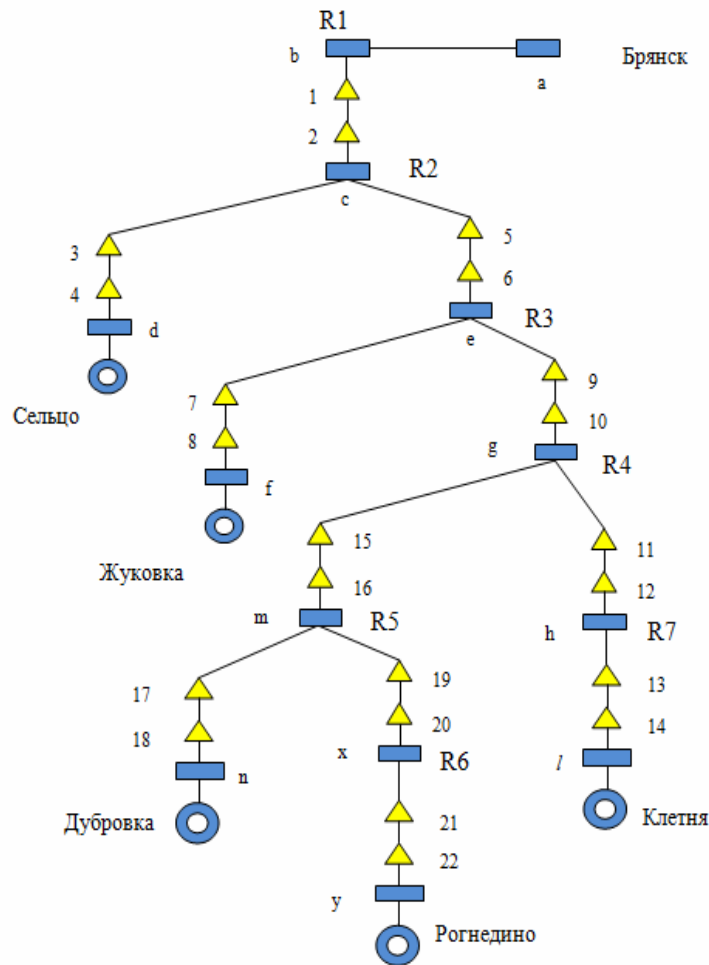 R1
b
Брянск
a
1
2
R2
c
3
5
4
6
d
R3
e
Сельцо
7
9
8
10
g
R4
f
Жуковка
15
11
16
12
m
R5
h
R7
17
19
13
18
20
14
x
R6
l
n
Дубровка
21
Клетня
22
y
Рогнедино